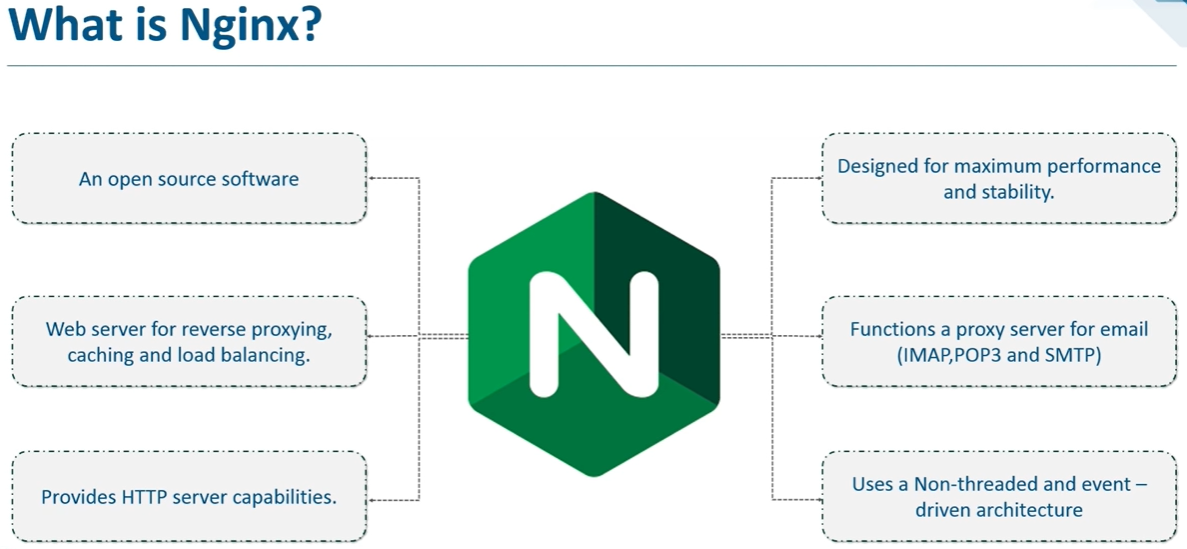 What is Nginx?
An open source software
Web server for reverse proxying,
caching and load balancing.
Provides HTTP server capabilities.
N
Designed for maximum performance
and stability.
Functions a proxy server for email
(IMAP,POP3 and SMTP)
Uses a Non-threaded and event –
driven architecture